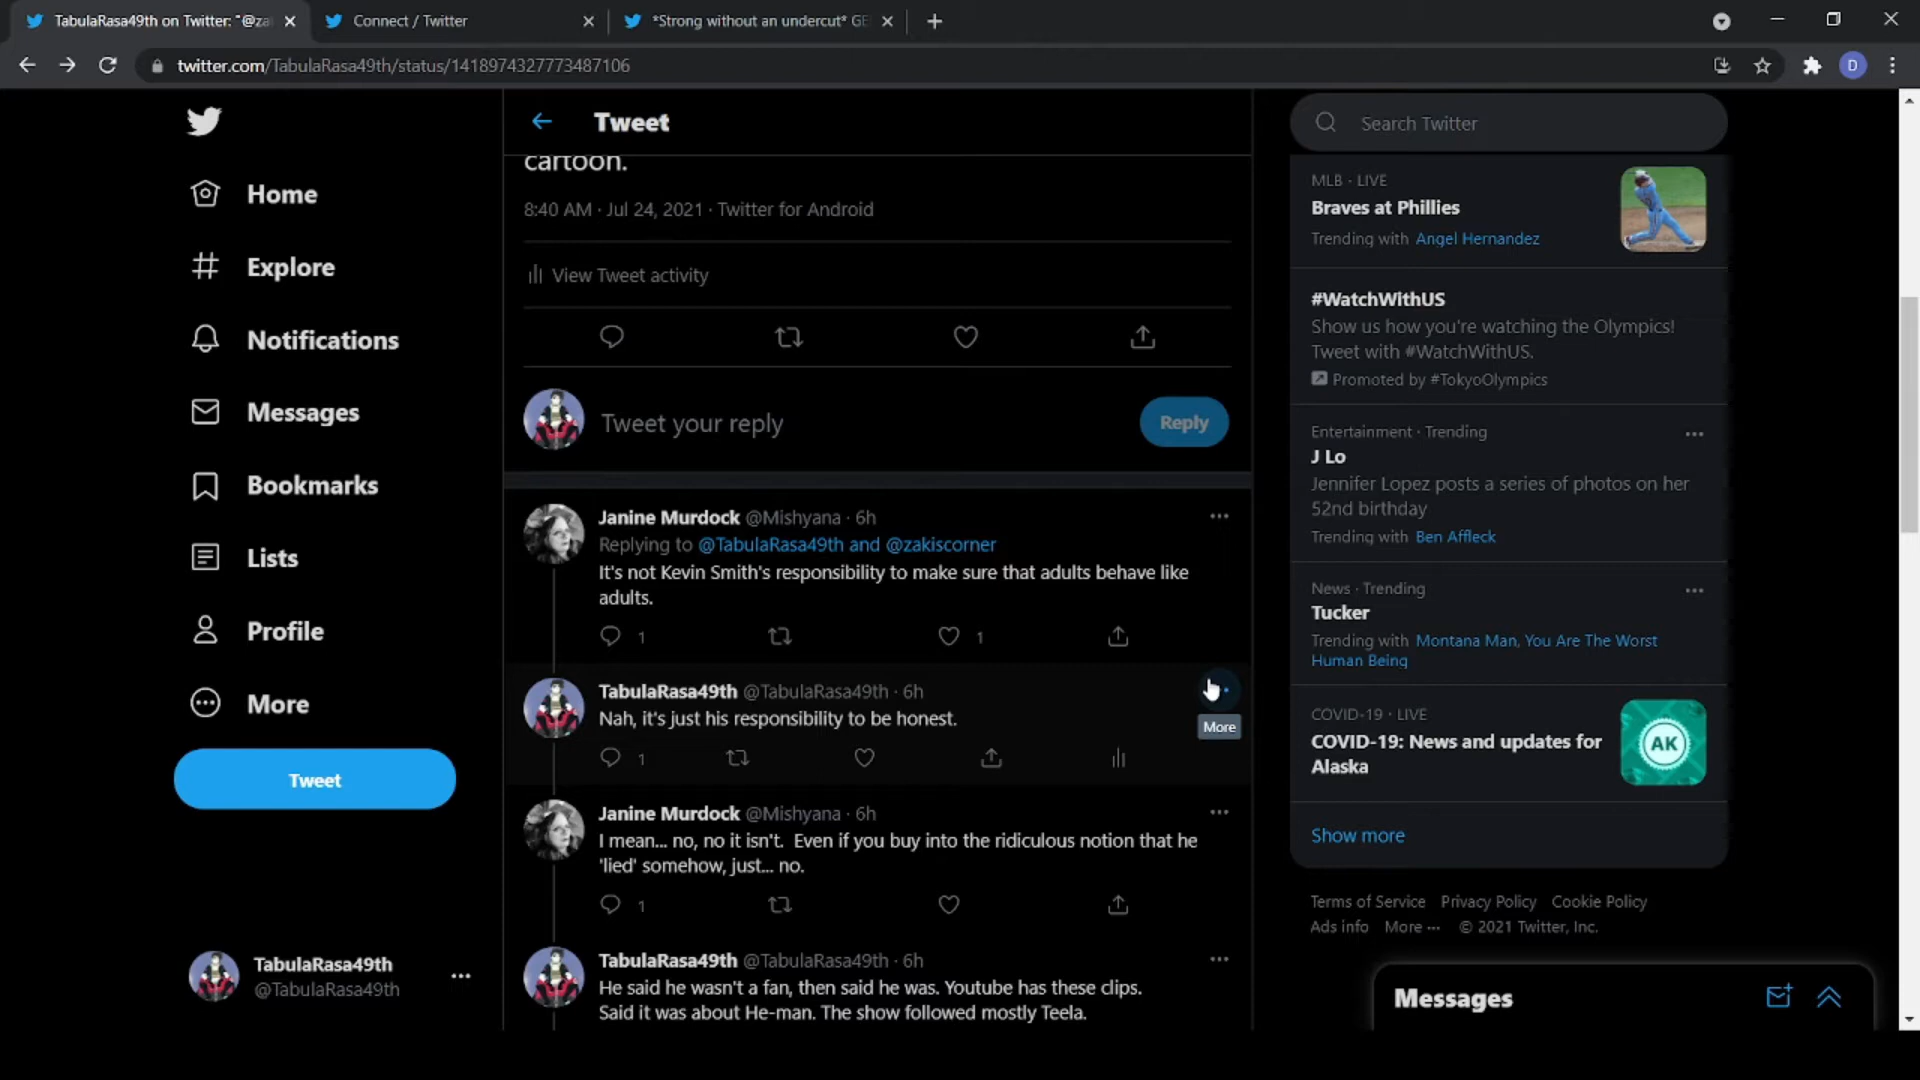 TabulaRasa49th on Twitter: "@za
Connect / Twitter
*Strong without an undercut* GE
twitter.com/TabulaRasa49th/status/1418974327773487106
D
Home
Explore
Notifications
Messages
Bookmarks
Lists
Profile
More
Tweet
TabulaRasa49th
@TabulaRasa49th
Tweet
cartoon.
8:40 AM · Jul 24, 2021 · Twitter for Android
View Tweet activity
Tweet your reply
Reply
Janine Murdock @Mishyana · 6h
Replying to @TabulaRasa49th and @zakiscorner
It's not Kevin Smith's responsibility to make sure that adults behave like
adults.
1 1
TabulaRasa49th @TabulaRasa49th · 6h
Nah, it's just his responsibility to be honest.
More
1
Janine Murdock @Mishyana · 6h
I mean... no, no it isn't. Even if you buy into the ridiculous notion that he
'lied' somehow, just... no.
1
TabulaRasa49th @TabulaRasa49th · 6h
He said he wasn't a fan, then said he was. Youtube has these clips.
Said it was about He-man. The show followed mostly Teela.
Search Twitter
MLB · LIVE
Braves at Phillies
Trending with Angel Hernandez
#WatchWithUS
Show us how you're watching the Olympics!
Tweet with #WatchWithUS.
Promoted by #TokyoOlympics
Entertainment · Trending
J Lo
Jennifer Lopez posts a series of photos on her
52nd birthday
Trending with Ben Affleck
News · Trending
Tucker
Trending with Montana Man, You Are The Worst
Human Being
COVID-19 · LIVE
COVID-19: News and updates for
Alaska
AK
Show more
Terms of Service Privacy Policy Cookie Policy
Ads info More ··· © 2021 Twitter, Inc.
Messages